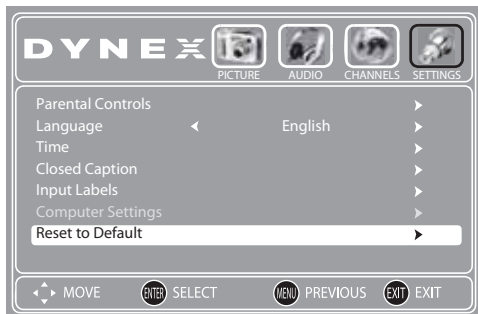 DYNEX
PICTURE AUDIO CHANNELS SETTINGS
Parental Controls
Language English
Time
Closed Caption
Input Labels
Computer Settings
Reset to Default
MOVE ENTER SELECT MENU PREVIOUS EXIT EXIT